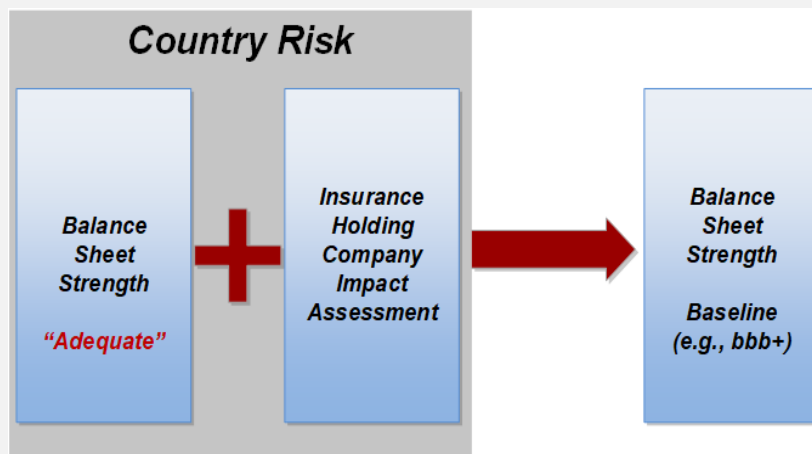 Country Risk
Balance
Sheet
Strength
“Adequate”
Insurance
Holding
Company
Impact
Assessment
Balance
Sheet
Strength
Baseline
(e.g., bbb+)